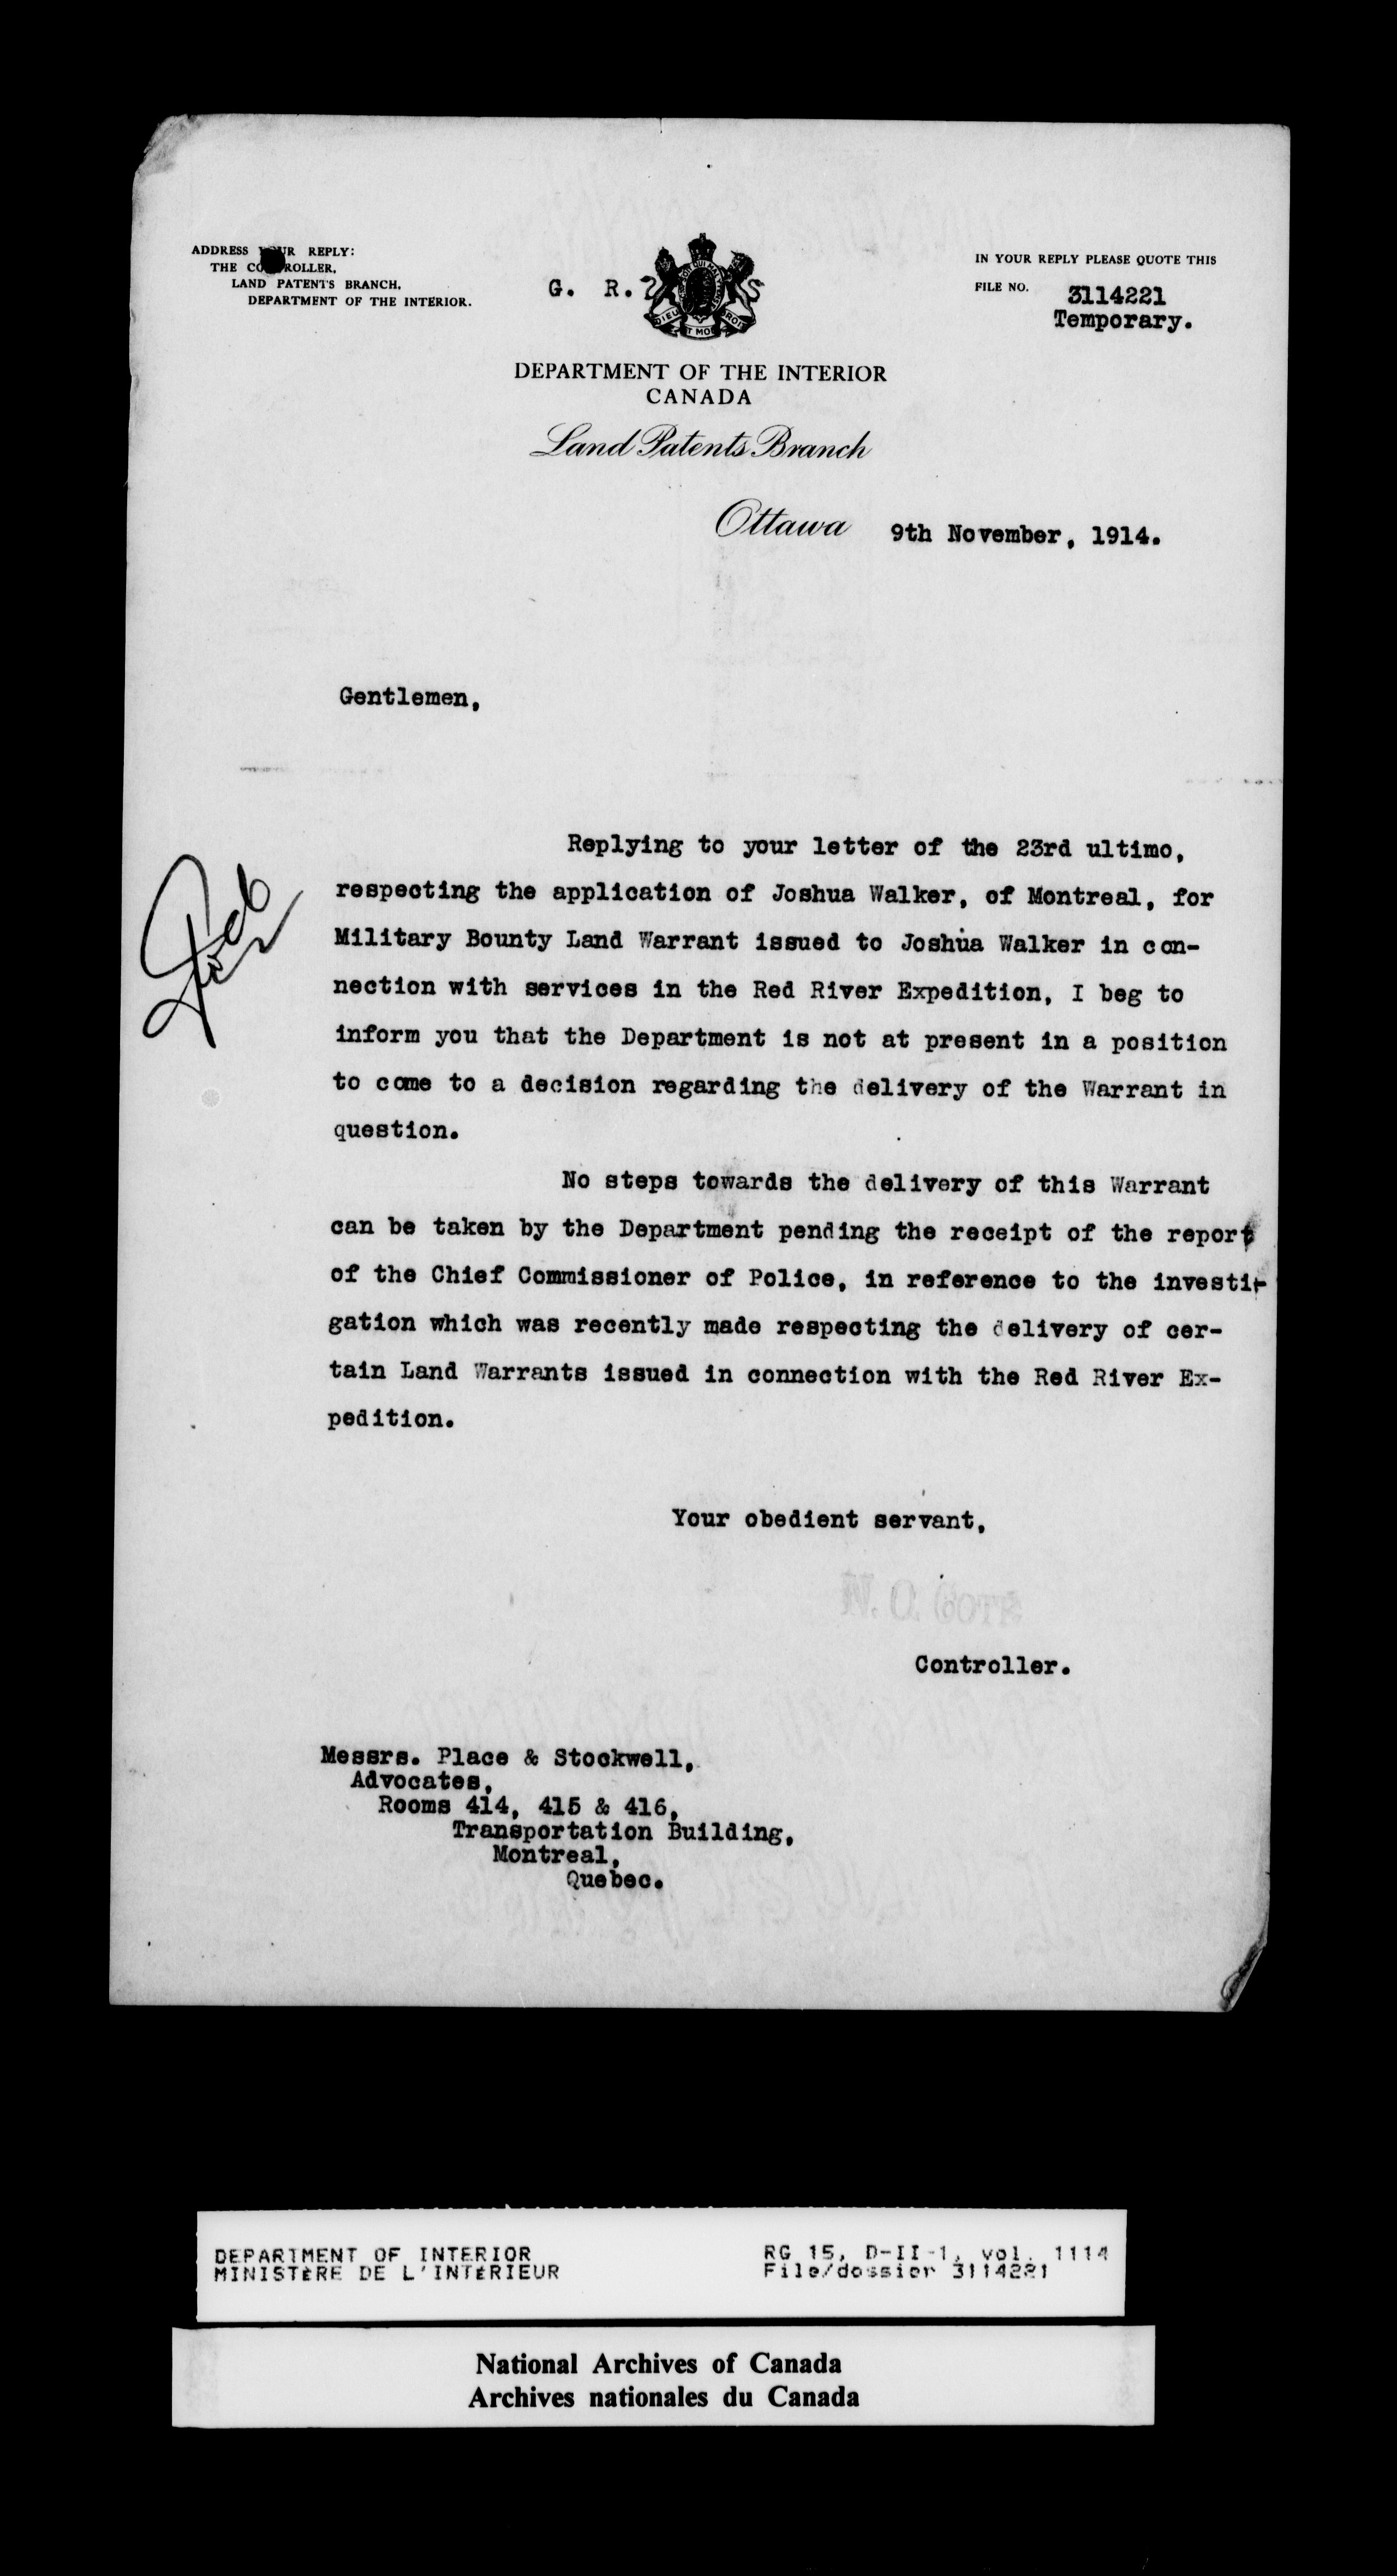 ADDRESS YOUR REPLY:
THE CONTROLLER,
LAND PATENTS BRANCH,
DEPARTMENT OF THE INTERIOR.
G. R.
IN YOUR REPLY PLEASE QUOTE THIS
FILE NO. 3114221
Temporary.
DEPARTMENT OF THE INTERIOR
CANADA
Land Patents Branch
Ottawa 9th November, 1914.
Gentlemen,
Replying to your letter of the 23rd ultimo,
respecting the application of Joshua Walker, of Montreal, for
Military Bounty Land Warrant issued to Joshua Walker in con-
nection with services in the Red River Expedition, I beg to
inform you that the Department is not at present in a position
to come to a decision regarding the delivery of the Warrant in
question.
No steps towards the delivery of this Warrant
can be taken by the Department pending the receipt of the report
of the Chief Commissioner of Police, in reference to the investi-
gation which was recently made respecting the delivery of cer-
tain Land Warrants issued in connection with the Red River Ex-
pedition.
Your obedient servant,
N. O. COTE
Controller.
Messrs. Place & Stockwell,
Advocates,
Rooms 414, 415 & 416,
Transportation Building,
Montreal,
Quebec.
DEPARTMENT OF INTERIOR
MINISTÈRE DE L'INTÉRIEUR
RG 15, D-II-1, vol. 1114
File/dossier 3114221
National Archives of Canada
Archives nationales du Canada